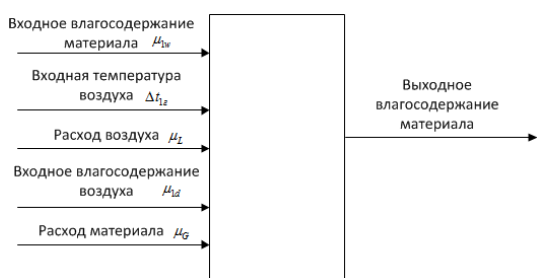 Входное влагосодержание
материала μ₁w
Входная температура
воздуха Δt₁g
Расход воздуха μL
Входное влагосодержание
воздуха μ₁d
Расход материала μG
Выходное
влагосодержание
материала